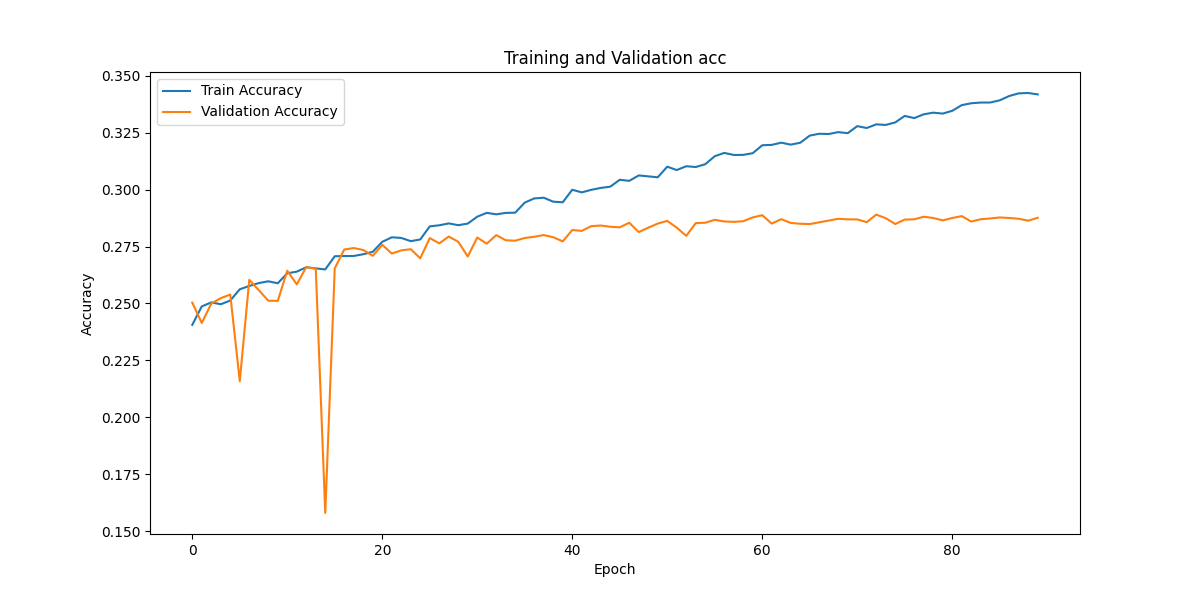 Training and Validation acc
Train Accuracy
Validation Accuracy
Accuracy
0.350
0.325
0.300
0.275
0.250
0.225
0.200
0.175
0.150
0 20 40 60 80
Epoch